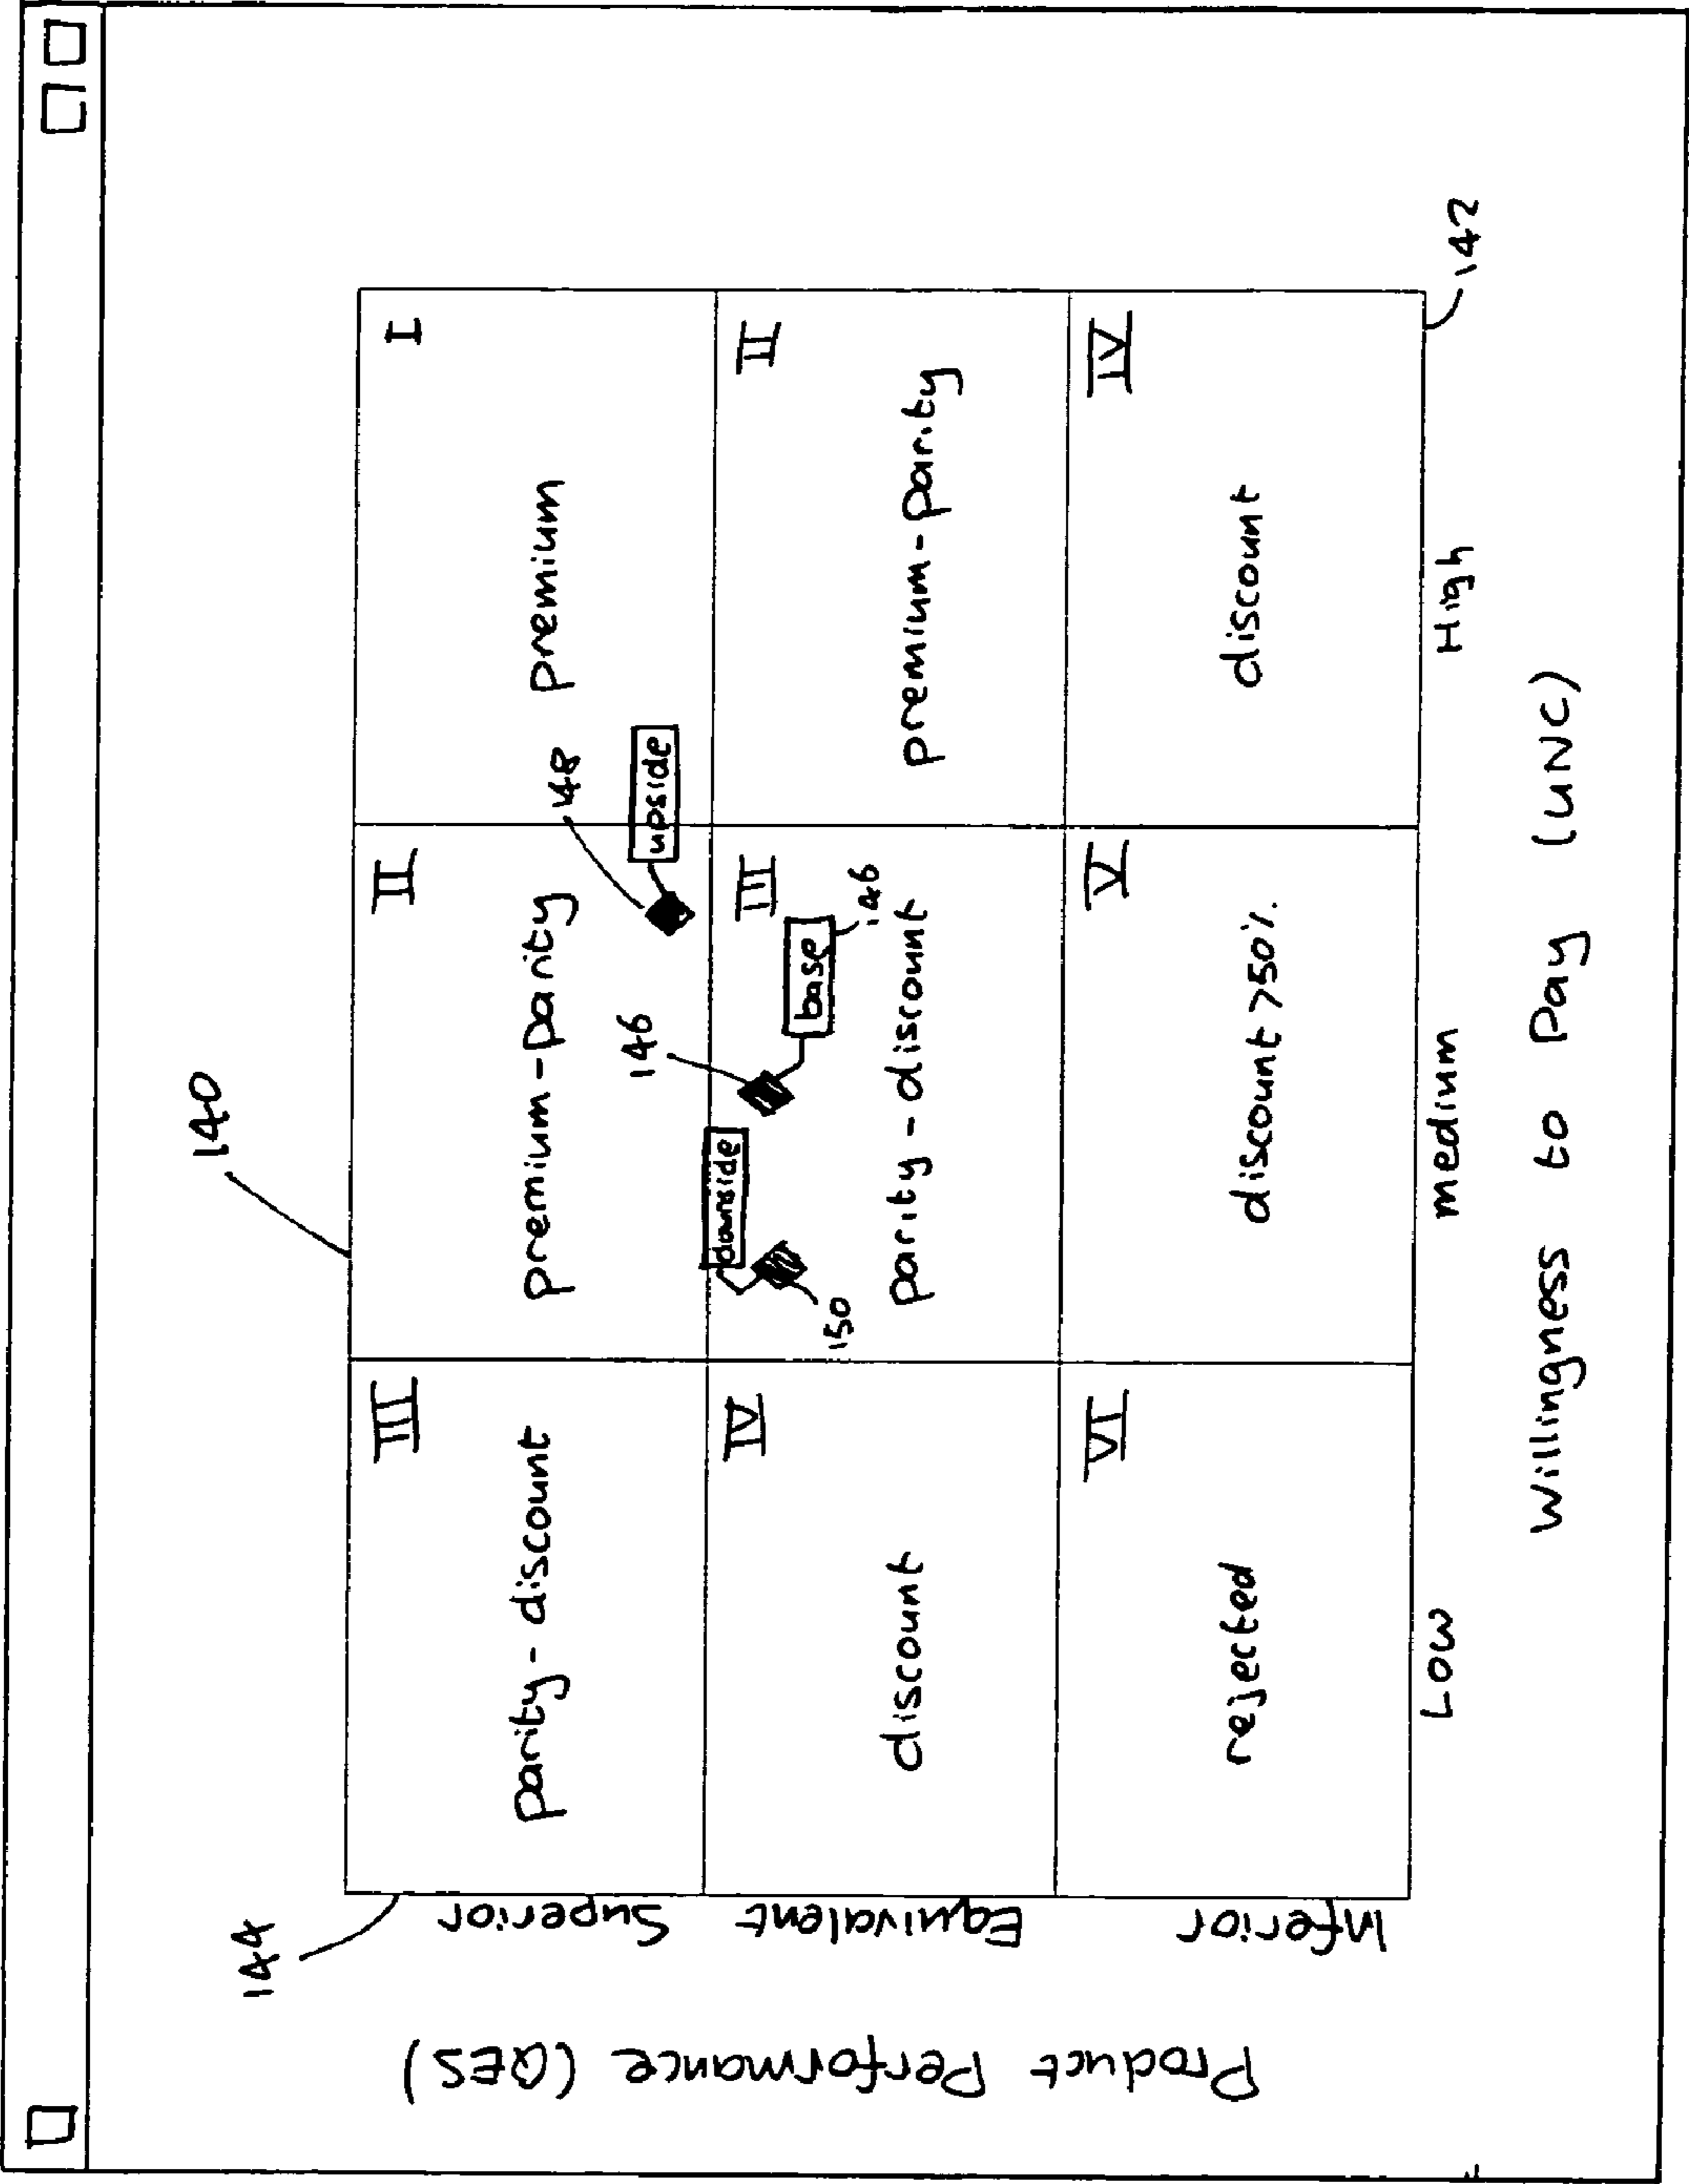 140
144
Product Performance (QES)
Superior
Equivalent
Inferior
III
parity - discount
II
premium - parity
I
premium
146
148
upside
IV
discount
downside
150
III
base
146
parity - discount
II
premium - parity
VI
rejected
V
discount >50%
IV
discount
Low
medium
High
142
Willingness to Pay (UNC)